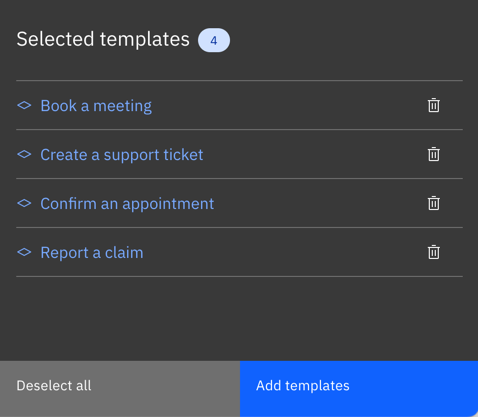 Selected templates 4
Book a meeting
Create a support ticket
Confirm an appointment
Report a claim
Deselect all
Add templates